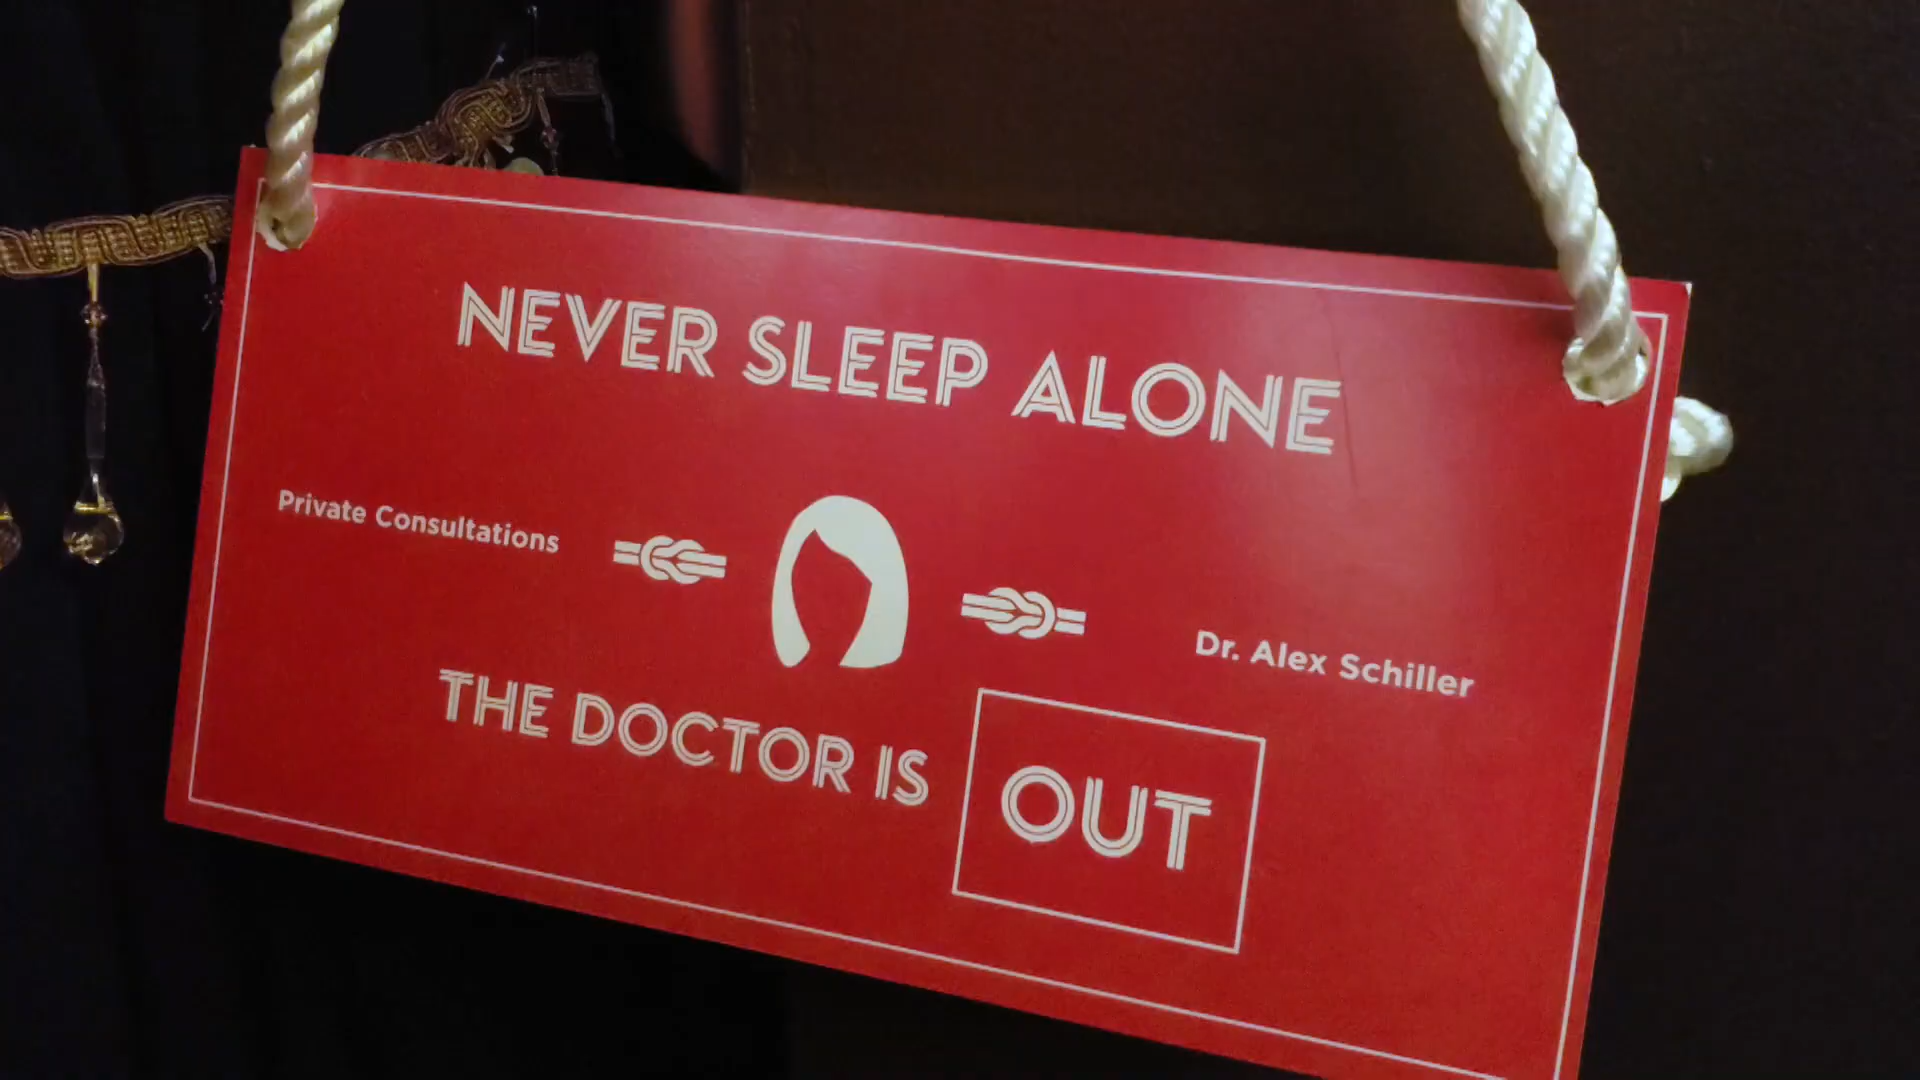 NEVER SLEEP ALONE
Private Consultations
Dr. Alex Schiller
THE DOCTOR IS OUT